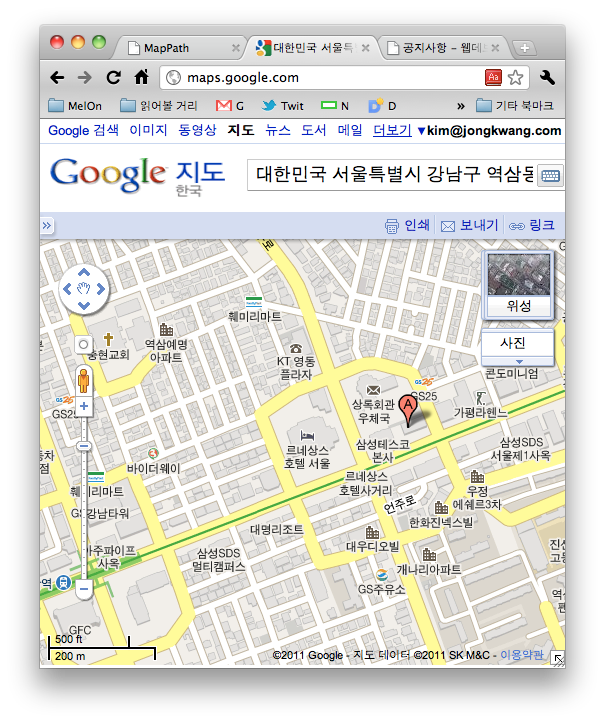 MapPath
대한민국 서울특
공지사항 – 웹데
maps.google.com
Aa
MelOn
읽어볼 거리
G
Twit
N
D
»
기타 북마크
Google 검색 이미지 동영상 지도 뉴스 도서 메일 더보기 ▼ kim@jongkwang.com
Google 지도
한국
대한민국 서울특별시 강남구 역삼동
»
인쇄
보내기
링크
위성
사진
훼미리마트
충현교회
역삼예명
아파트
KT 영동
플라자
GS25
콘도미니엄
GS25
GS25
상록회관
우체국
A
가평라헨느
르네상스
호텔 서울
삼성테스코
본사
삼성SDS
서울제1사옥
바이더웨이
르네상스
호텔사거리
우정
에쉐르3차
훼미리마트
GS강남타워
언주로
한화진넥스빌
대명리조트
삼성SDS
멀티캠퍼스
대우디오빌
개나리아파트
아주파이프
사옥
GS주유소
GFC
500 ft
200 m
©2011 Google - 지도 데이터 ©2011 SK M&C - 이용약관